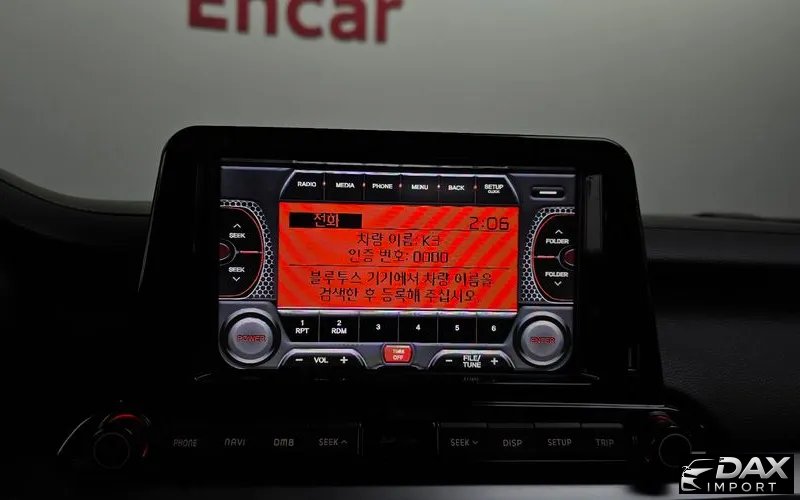 Encar
RADIO MEDIA PHONE MENU BACK SETUP
CLOCK
전화 2:06
차량 이름: K3
인증 번호: 0000
블루투스 기기에서 차량 이름을
검색한 후 등록해 주십시오.
SEEK
SEEK
FOLDER
FOLDER
1 2 3 4 5 6
RPT RDM
POWER
ENTER
− VOL +
TUNE
OFF
− FILE/ +
TUNE
PHONE NAVI DMB SEEK SEEK DISP SETUP TRIP
DAX
IMPORT